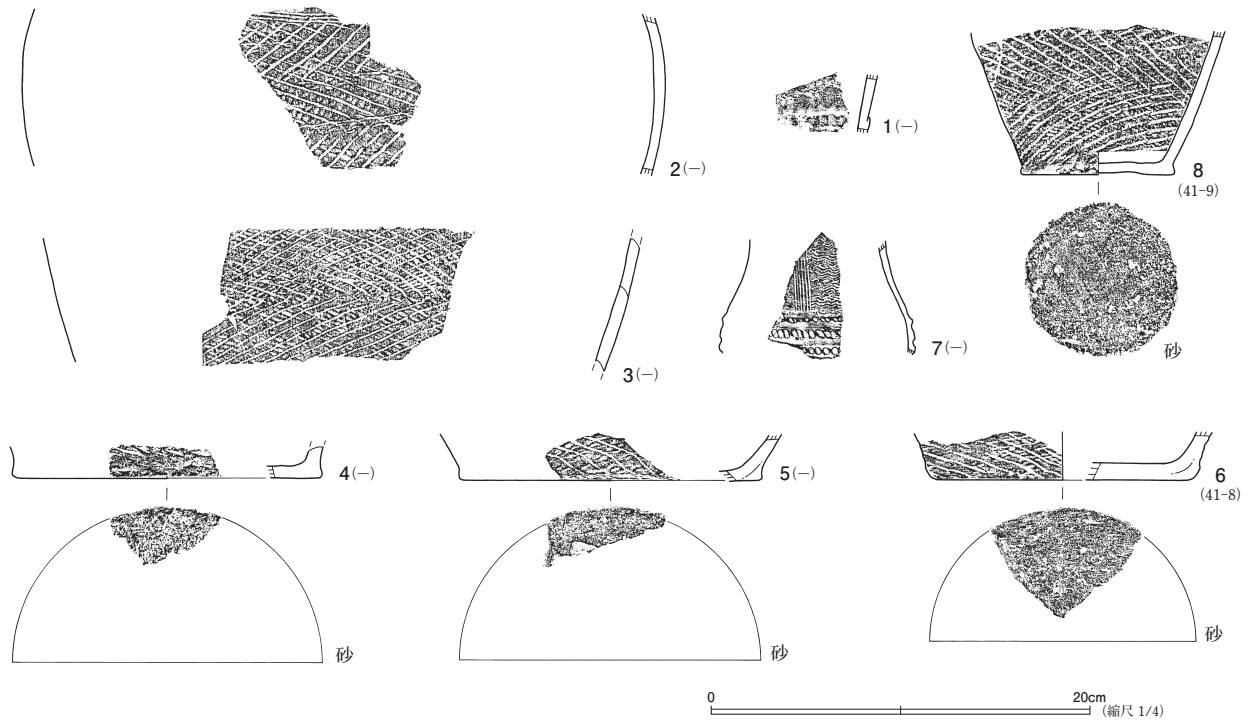 2(−)
1(−)
8
(41-9)
3(−)
7(−)
砂
4(−)
5(−)
6
(41-8)
砂
砂
砂
0 20cm
(縮尺 1/4)